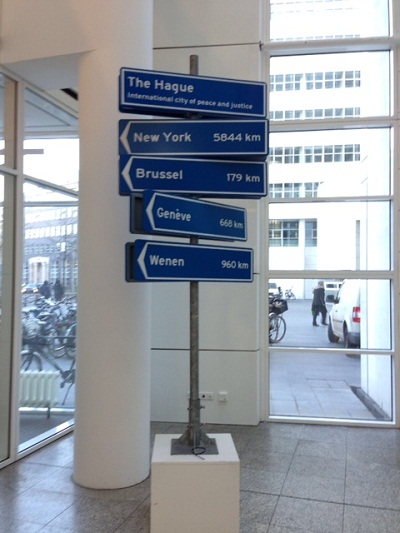 The Hague
International city of peace and justice
New York 5844 km
Brussel 179 km
Genève 668 km
Wenen 960 km